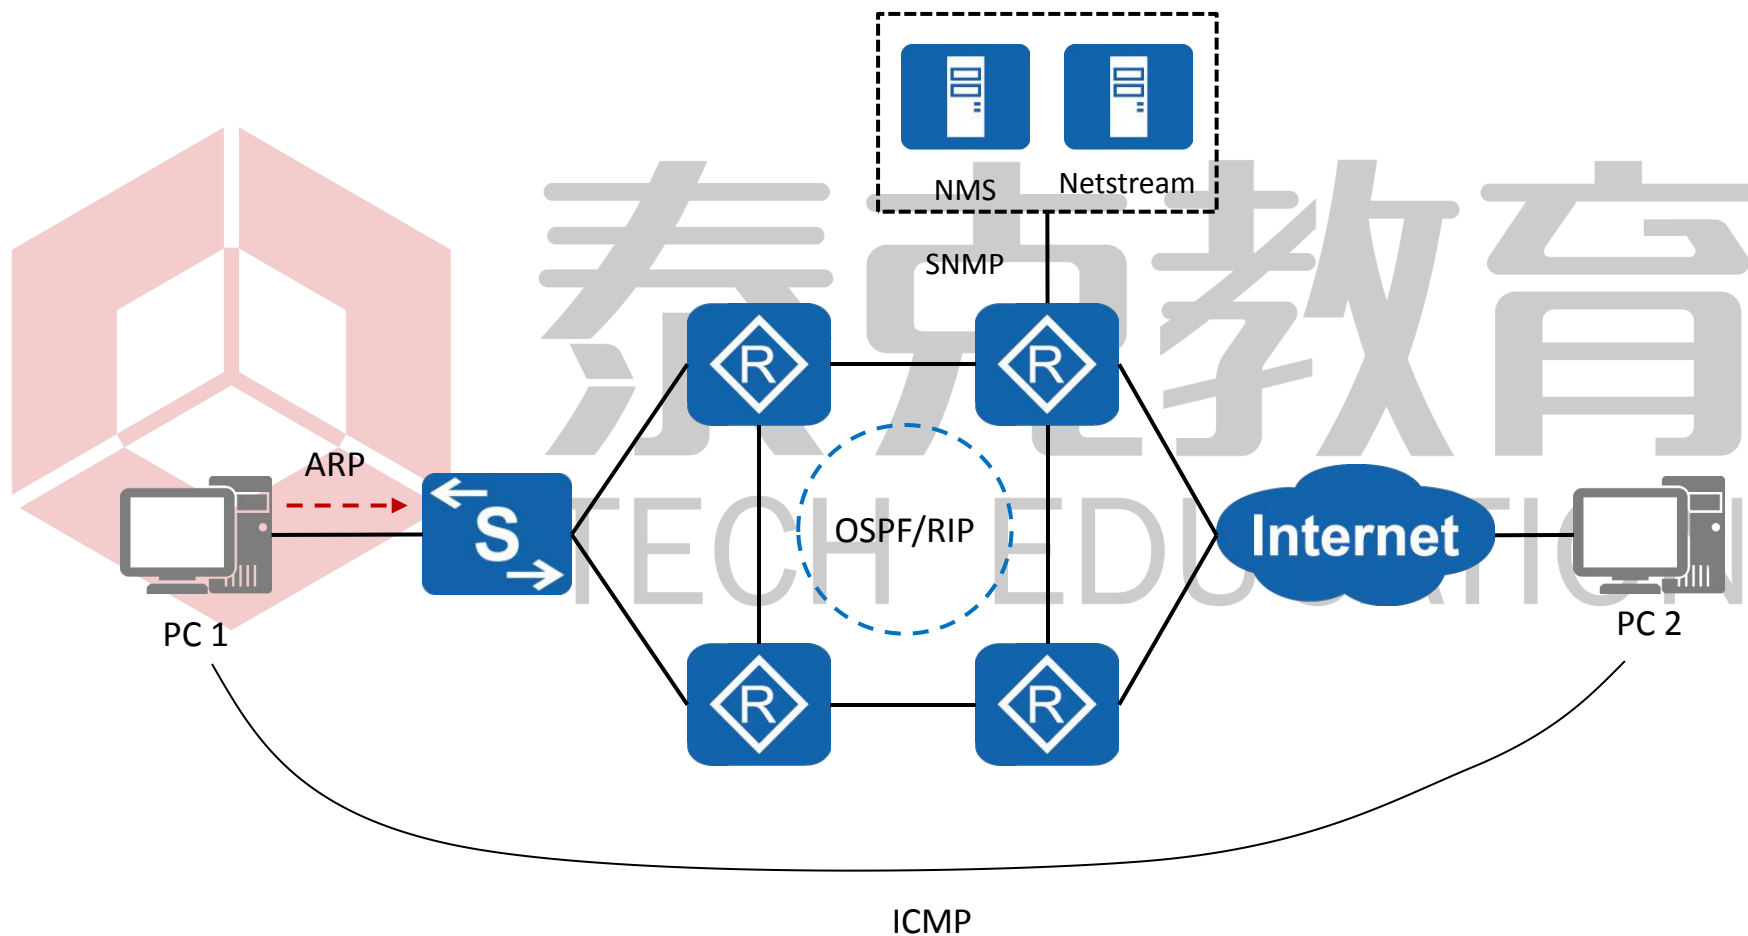 NMS
Netstream
SNMP
R
R
ARP
S
OSPF/RIP
Internet
PC 1
PC 2
R
R
ICMP
泰克教育
TECH EDUCATION